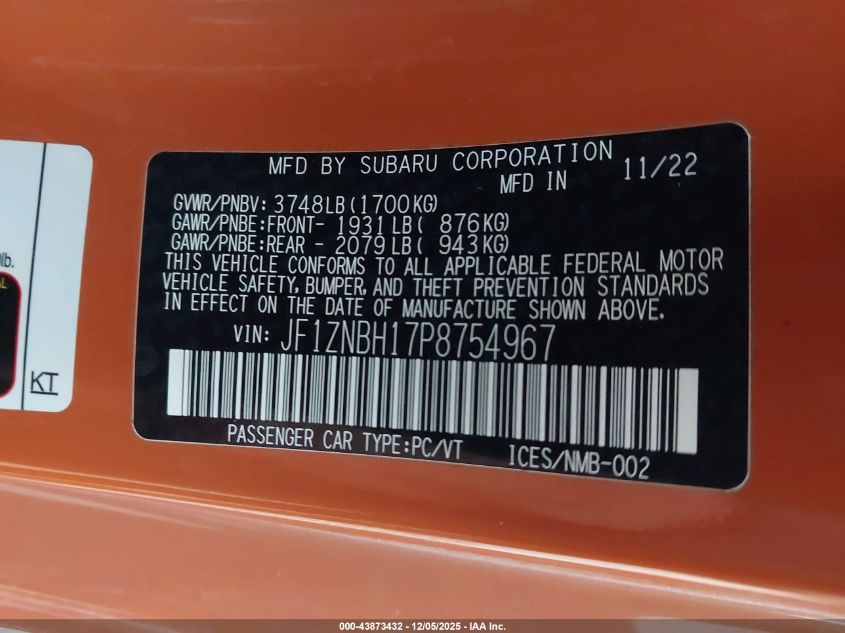 MFD BY SUBARU CORPORATION 11/22
MFD IN
GVWR/PNBV: 3748LB(1700KG)
GAWR/PNBE:FRONT- 1931LB( 876KG)
GAWR/PNBE:REAR - 2079LB( 943KG)
THIS VEHICLE CONFORMS TO ALL APPLICABLE FEDERAL MOTOR
VEHICLE SAFETY, BUMPER, AND THEFT PREVENTION STANDARDS
IN EFFECT ON THE DATE OF MANUFACTURE SHOWN ABOVE.
VIN: JF1ZNBH17P8754967
PASSENGER CAR TYPE:PC/VT ICES/NMB-002
lb.
KT
000-43873432 - 12/05/2025 - IAA Inc.